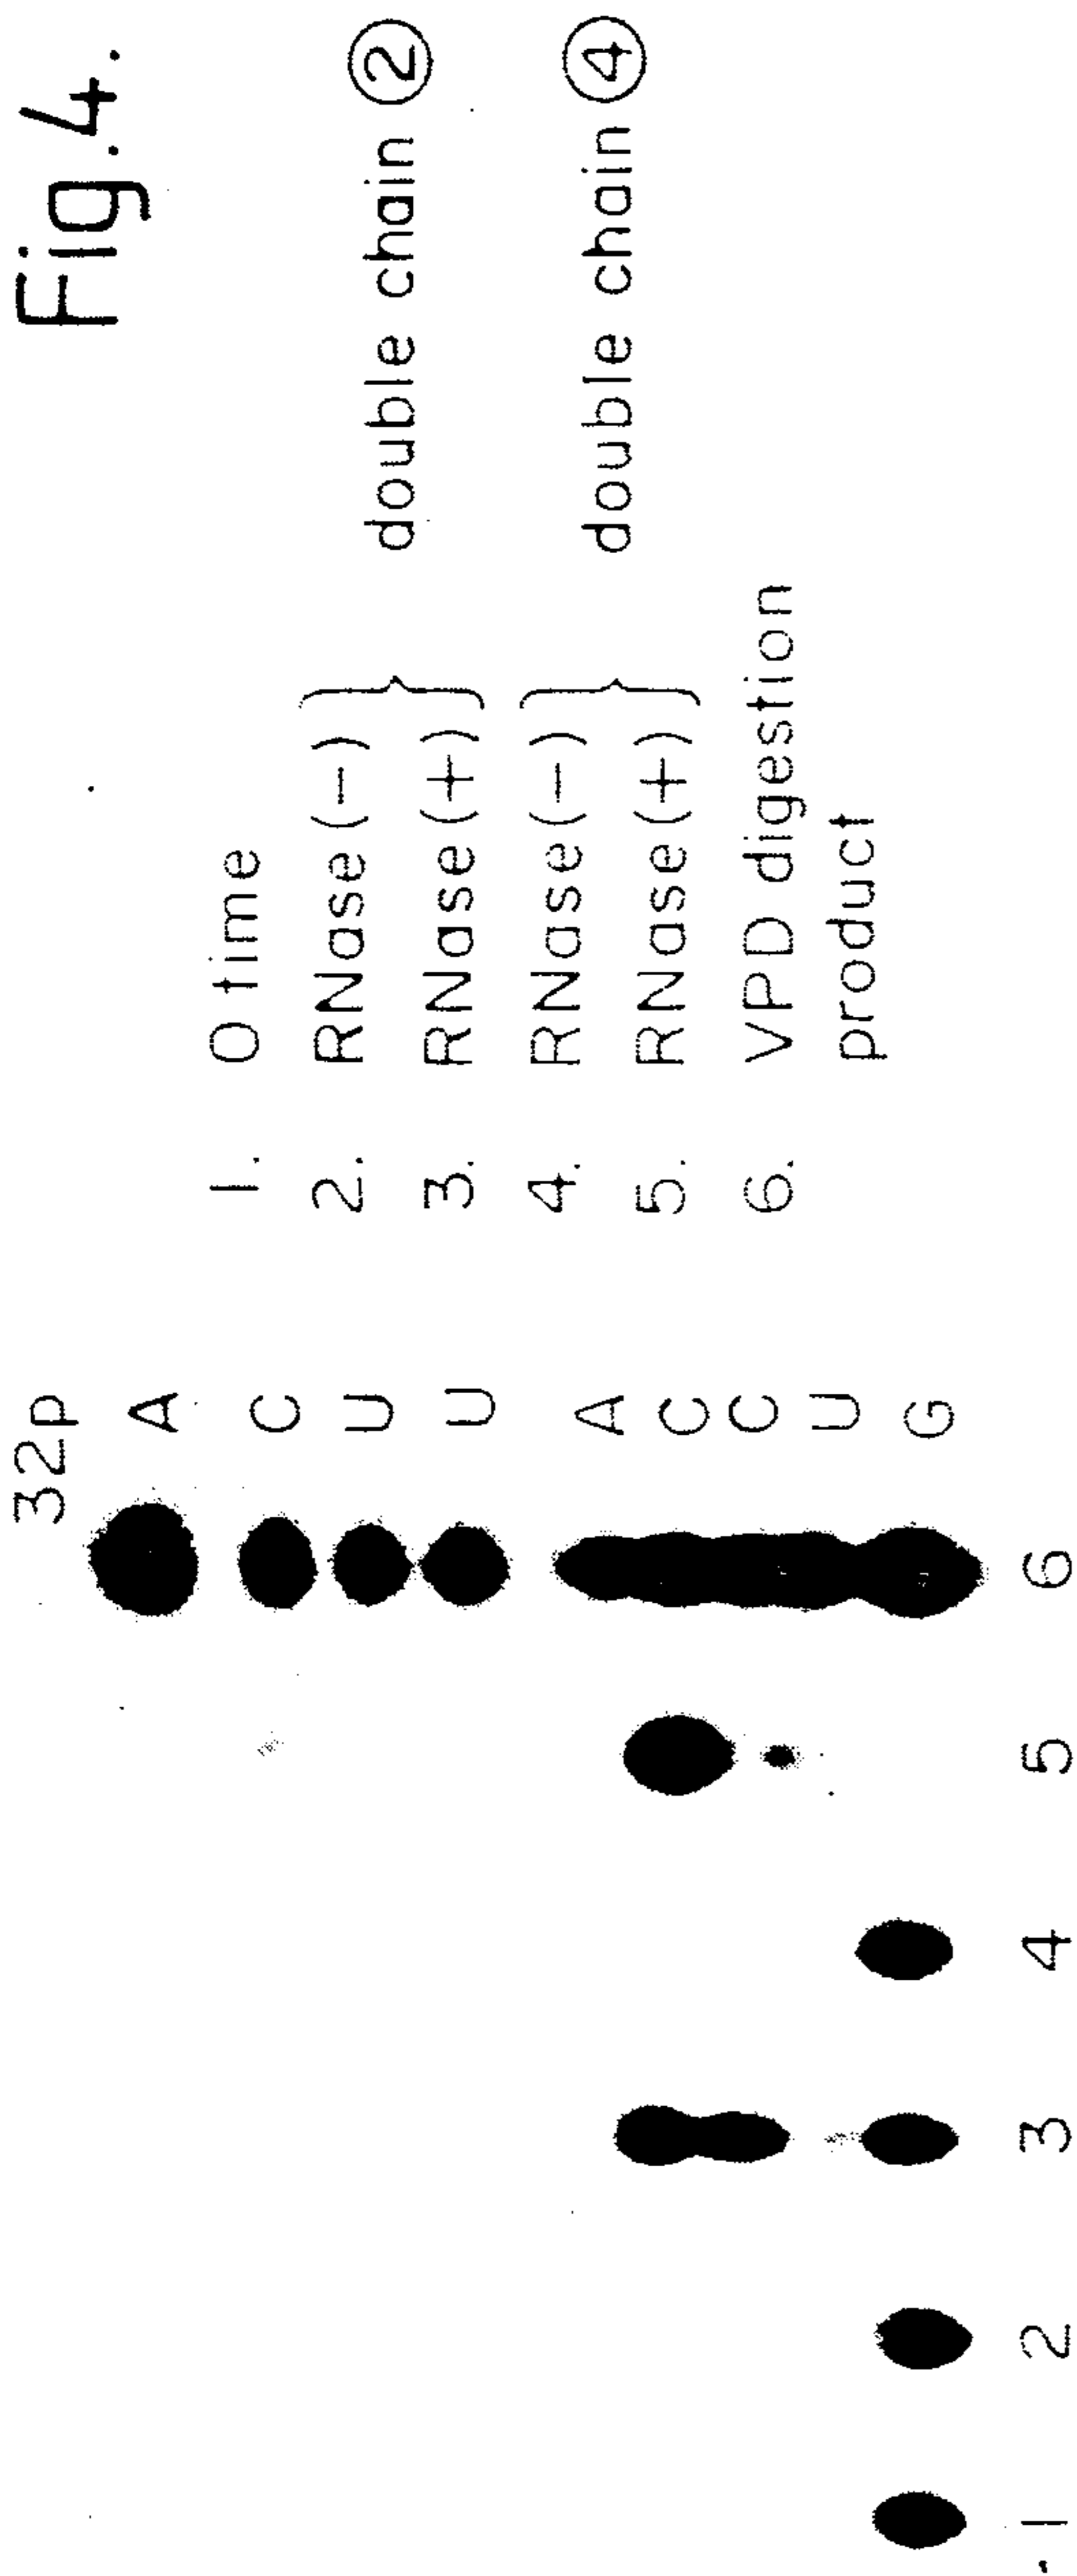 Fig.4.
32p
A
C
U
U
A
C
C
U
G
1 2 3 4 5 6
1. 0 time
2. RNase (−)
3. RNase (+)
double chain ②
4. RNase (−)
5. RNase (+)
double chain ④
6. VPD digestion
product